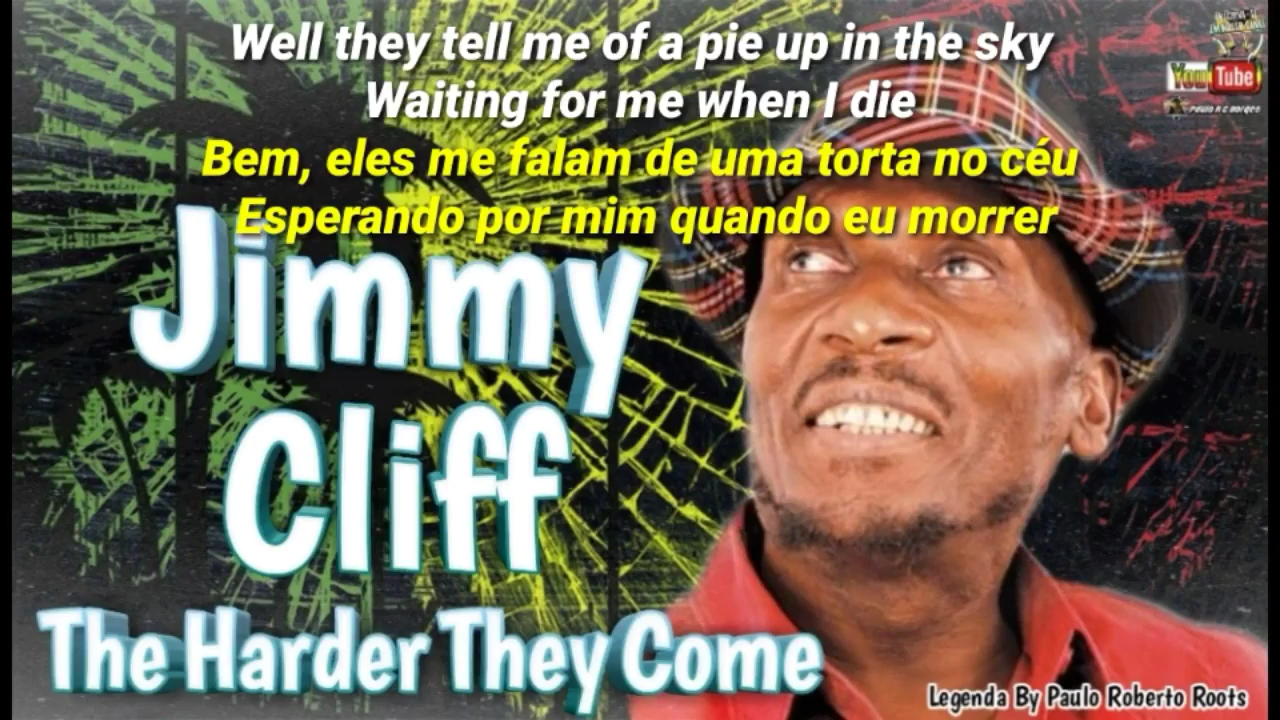 Well they tell me of a pie up in the sky
Waiting for me when I die
Bem, eles me falam de uma torta no céu
Esperando por mim quando eu morrer
YouTube
Jimmy
Cliff
The Harder They Come
Legenda By Paulo Roberto Roots